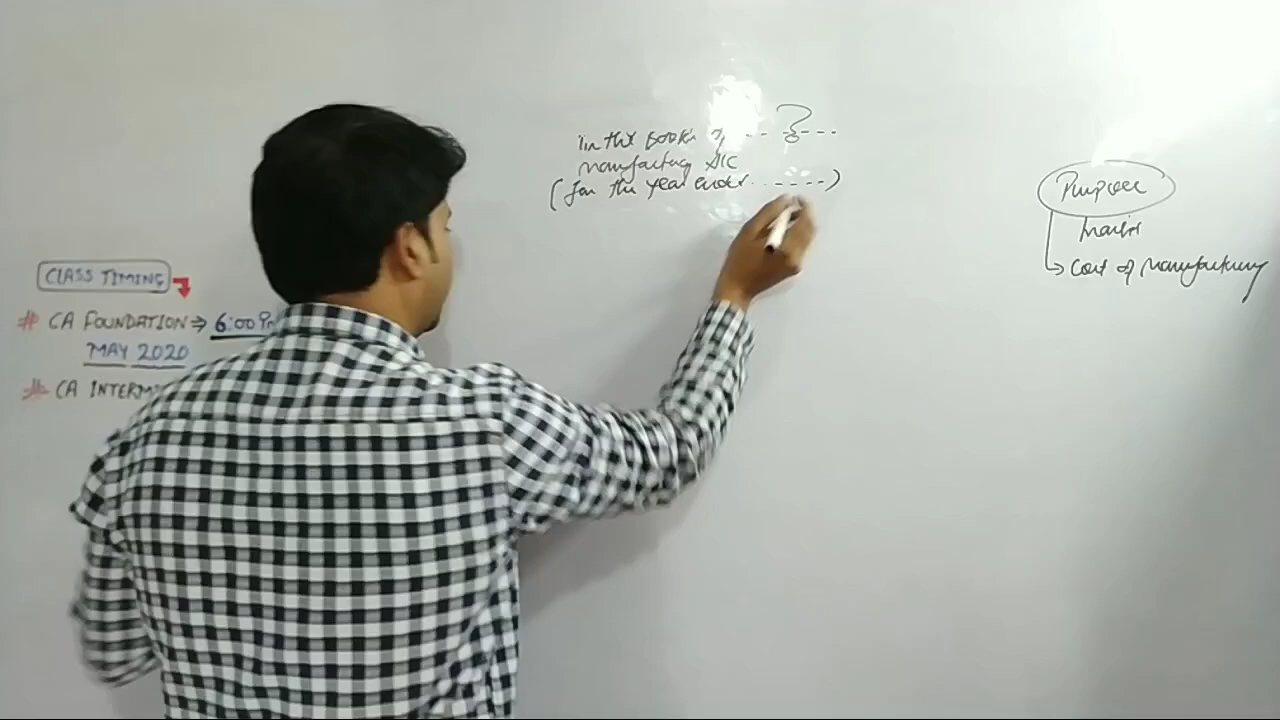 In the Books of -- ? ---
manufacturing A/C
(for the year ended ------)
Purpose
main
Cost of Manufacturing
CLASS TIMING
# CA FOUNDATION ⇒ 6:00 P
MAY 2020
# CA INTERM